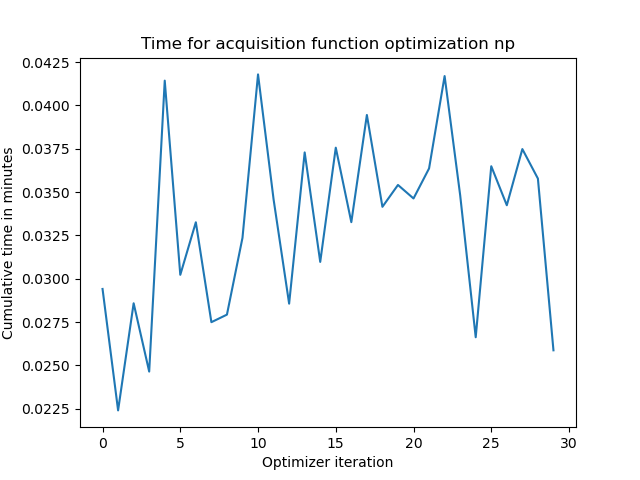 Time for acquisition function optimization np
0.0425
0.0400
0.0375
0.0350
0.0325
0.0300
0.0275
0.0250
0.0225
Cumulative time in minutes
0 5 10 15 20 25 30
Optimizer iteration